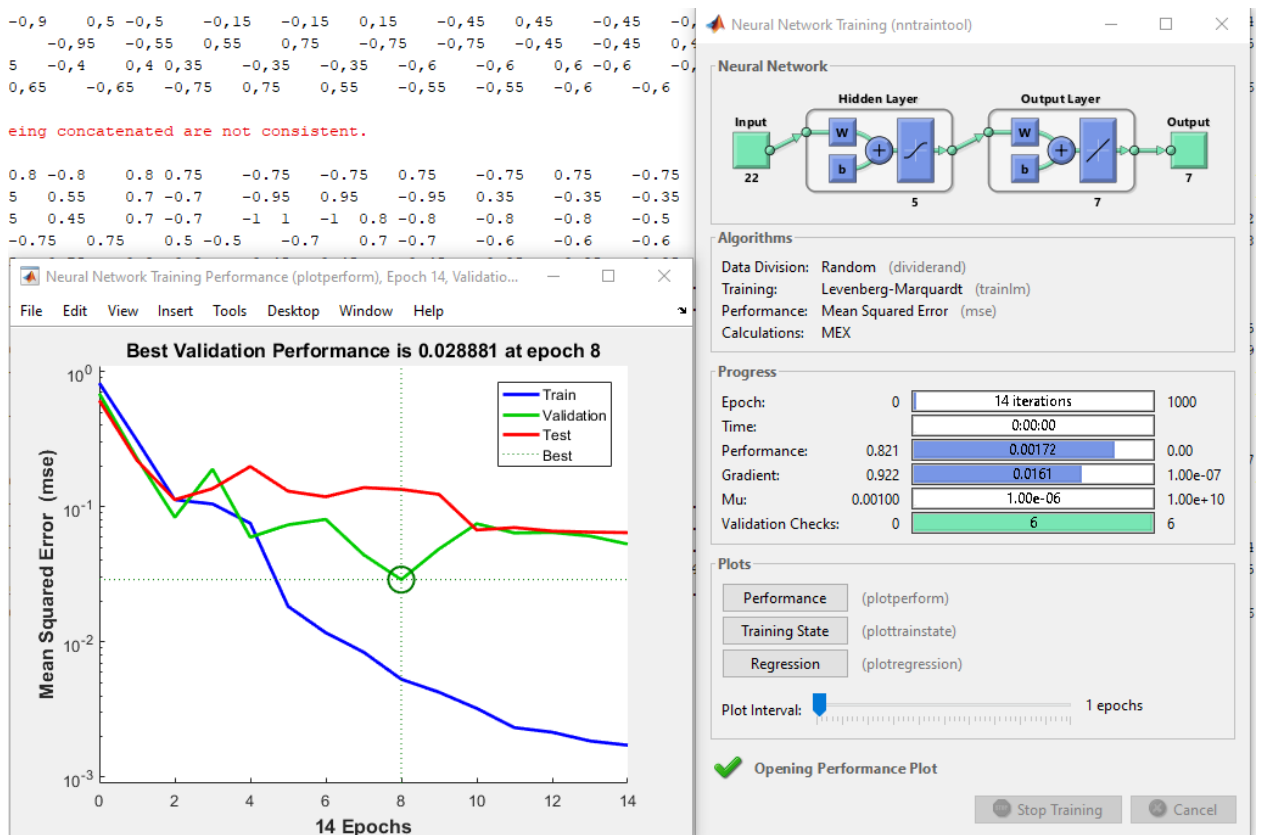 -0,9 0,5 -0,5 -0,15 -0,15 0,15 -0,45 0,45 -0,45
-0,95 -0,55 0,55 0,75 -0,75 -0,75 -0,45 -0,45
-0,4 0,4 0,35 -0,35 -0,35 -0,6 -0,6 0,6 -0,6
0,65 -0,65 -0,75 0,75 0,55 -0,55 -0,55 -0,6 -0,6
eing concatenated are not consistent.
0.8 -0.8 0.8 0.75 -0.75 -0.75 0.75 -0.75 0.75 -0.75
5 0.55 0.7 -0.7 -0.95 0.95 -0.95 0.35 -0.35 -0.35
5 0.45 0.7 -0.7 -1 1 -1 0.8 -0.8 -0.8 -0.8 -0.5
-0.75 0.75 0.5 -0.5 -0.7 0.7 -0.7 -0.6 -0.6 -0.6
Neural Network Training Performance (plotperform), Epoch 14, Validatio...
File Edit View Insert Tools Desktop Window Help
Best Validation Performance is 0.028881 at epoch 8
Train
Validation
Test
Best
Mean Squared Error (mse)
10^0
10^-1
10^-2
10^-3
0 2 4 6 8 10 12 14
14 Epochs
Neural Network Training (nntraintool)
Neural Network
Hidden Layer Output Layer
Input Output
W W
b b
+ +
22 7
5 7
Algorithms
Data Division: Random (dividerand)
Training: Levenberg-Marquardt (trainlm)
Performance: Mean Squared Error (mse)
Calculations: MEX
Progress
Epoch: 0 14 iterations 1000
Time: 0:00:00
Performance: 0.821 0.00172 0.00
Gradient: 0.922 0.0161 1.00e-07
Mu: 0.00100 1.00e-06 1.00e+10
Validation Checks: 0 6 6
Plots
Performance (plotperform)
Training State (plottrainstate)
Regression (plotregression)
Plot Interval: 1 epochs
Opening Performance Plot
Stop Training Cancel